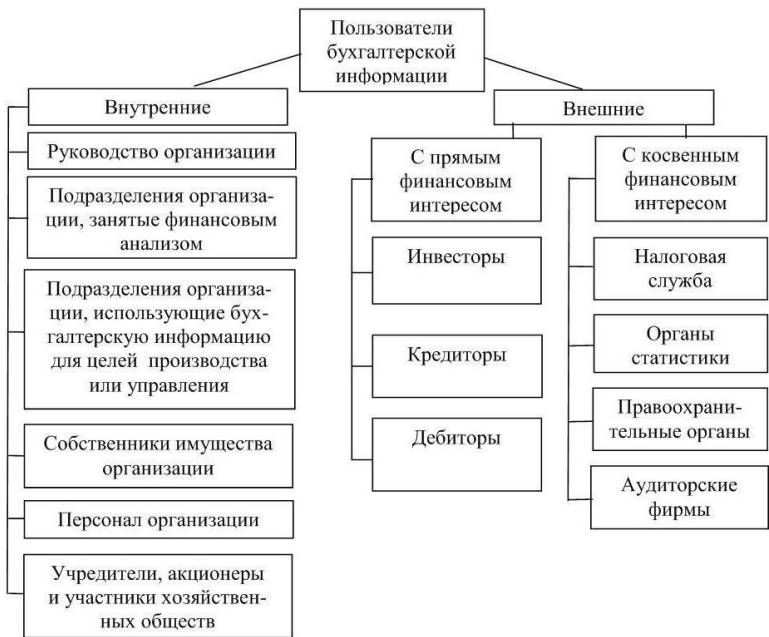 Пользователи
бухгалтерской
информации
Внутренние
Руководство организации
Подразделения организа-
ции, занятые финансовым
анализом
Подразделения организа-
ции, использующие бух-
галтерскую информацию
для целей производства
или управления
Собственники имущества
организации
Персонал организации
Учредители, акционеры
и участники хозяйствен-
ных обществ
Внешние
С прямым
финансовым
интересом
Инвесторы
Кредиторы
Дебиторы
С косвенным
финансовым
интересом
Налоговая
служба
Органы
статистики
Правоохрани-
тельные органы
Аудиторские
фирмы